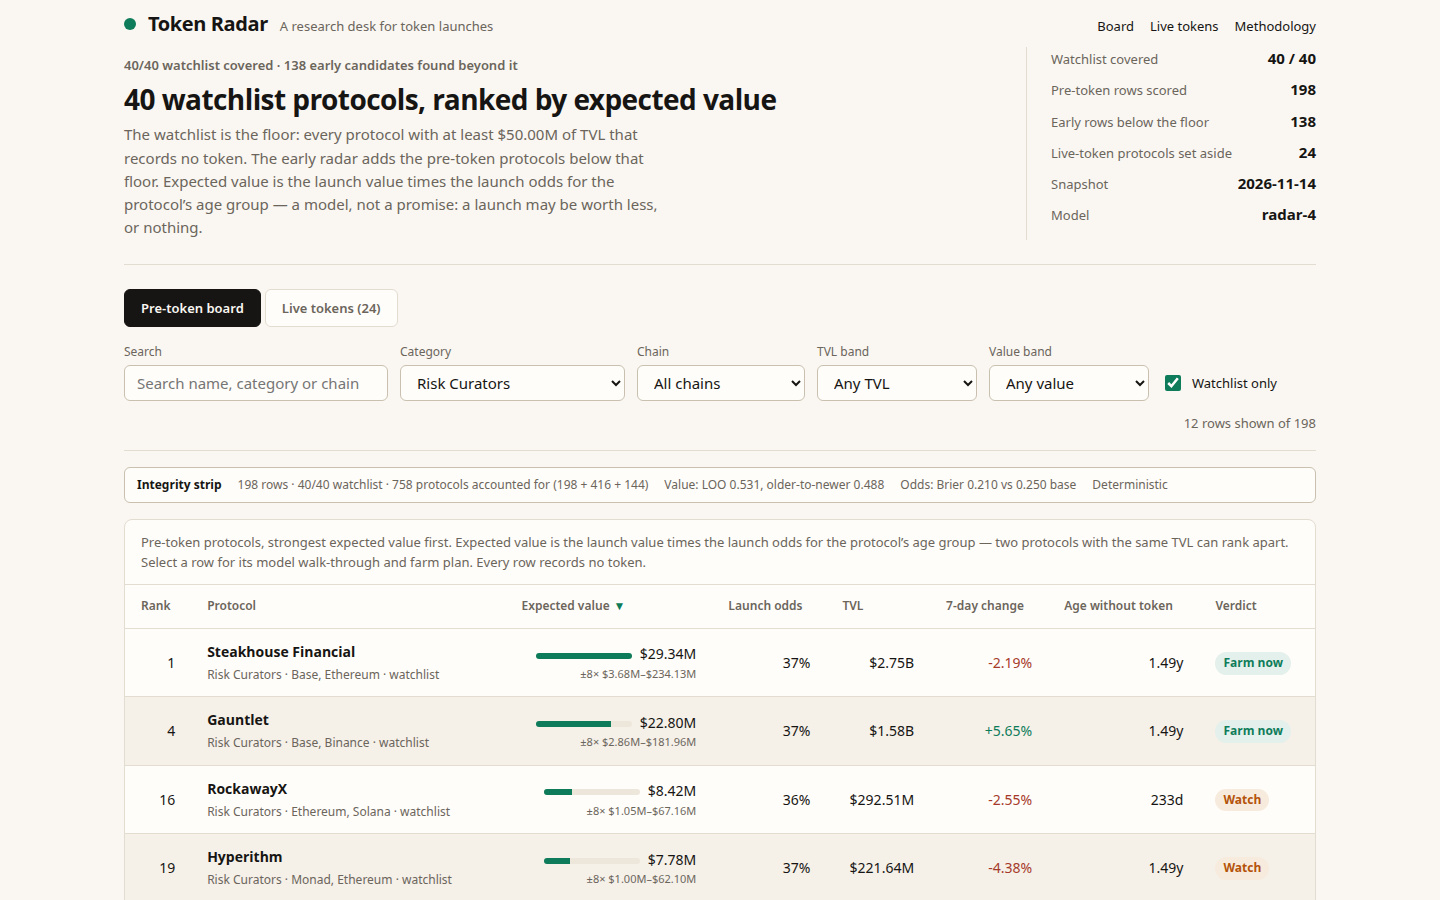 Token Radar A research desk for token launches Board Live tokens Methodology
40/40 watchlist covered · 138 early candidates found beyond it
40 watchlist protocols, ranked by expected value
The watchlist is the floor: every protocol with at least $50.00M of TVL that
records no token. The early radar adds the pre-token protocols below that
floor. Expected value is the launch value times the launch odds for the
protocol’s age group — a model, not a promise: a launch may be worth less,
or nothing.
Watchlist covered 40 / 40
Pre-token rows scored 198
Early rows below the floor 138
Live-token protocols set aside 24
Snapshot 2026-11-14
Model radar-4
Pre-token board Live tokens (24)
Search Category Chain TVL band Value band
Search name, category or chain Risk Curators All chains Any TVL Any value Watchlist only
12 rows shown of 198
Integrity strip 198 rows · 40/40 watchlist · 758 protocols accounted for (198 + 416 + 144) Value: LOO 0.531, older-to-newer 0.488 Odds: Brier 0.210 vs 0.250 base Deterministic
Pre-token protocols, strongest expected value first. Expected value is the launch value times the launch odds for the protocol’s age group — two protocols with the same TVL can rank apart.
Select a row for its model walk-through and farm plan. Every row records no token.
Rank Protocol Expected value ▼ Launch odds TVL 7-day change Age without token Verdict
1 Steakhouse Financial $29.34M 37% $2.75B -2.19% 1.49y Farm now
Risk Curators · Base, Ethereum · watchlist ±8× $3.68M–$234.13M
4 Gauntlet $22.80M 37% $1.58B +5.65% 1.49y Farm now
Risk Curators · Base, Binance · watchlist ±8× $2.86M–$181.96M
16 RockawayX $8.42M 36% $292.51M -2.55% 233d Watch
Risk Curators · Ethereum, Solana · watchlist ±8× $1.05M–$67.16M
19 Hyperithm $7.78M 37% $221.64M -4.38% 1.49y Watch
Risk Curators · Monad, Ethereum · watchlist ±8× $1.00M–$62.10M